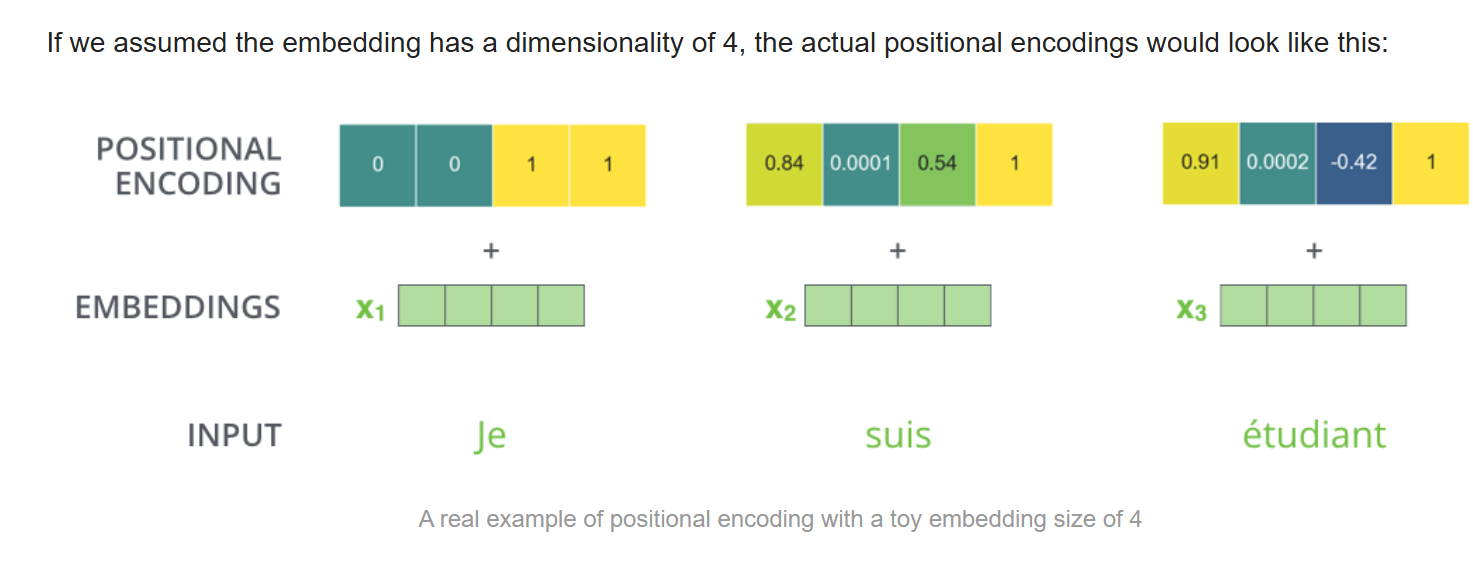 If we assumed the embedding has a dimensionality of 4, the actual positional encodings would look like this:
POSITIONAL
ENCODING
0 0 1 1
0.84 0.0001 0.54 1
0.91 0.0002 -0.42 1
+ + +
EMBEDDINGS
X1 X2 X3
INPUT
Je suis étudiant
A real example of positional encoding with a toy embedding size of 4